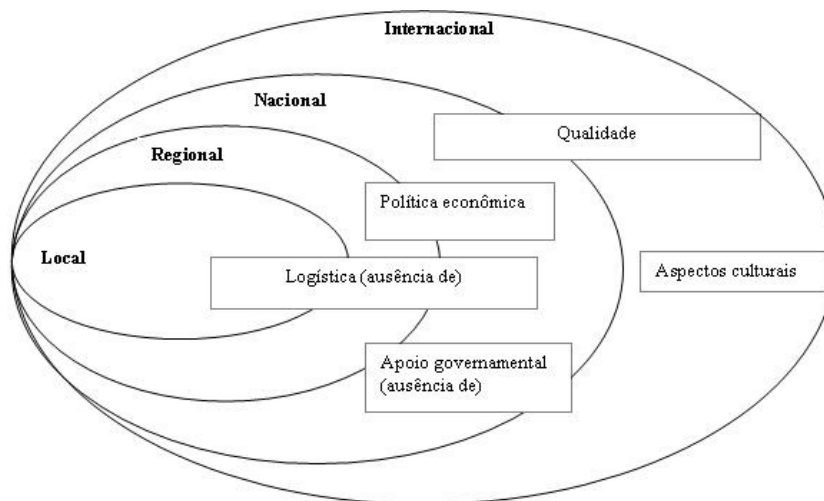 Internacional
Nacional
Qualidade
Regional
Política econômica
Local
Logística (ausência de)
Aspectos culturais
Apoio governamental
(ausência de)